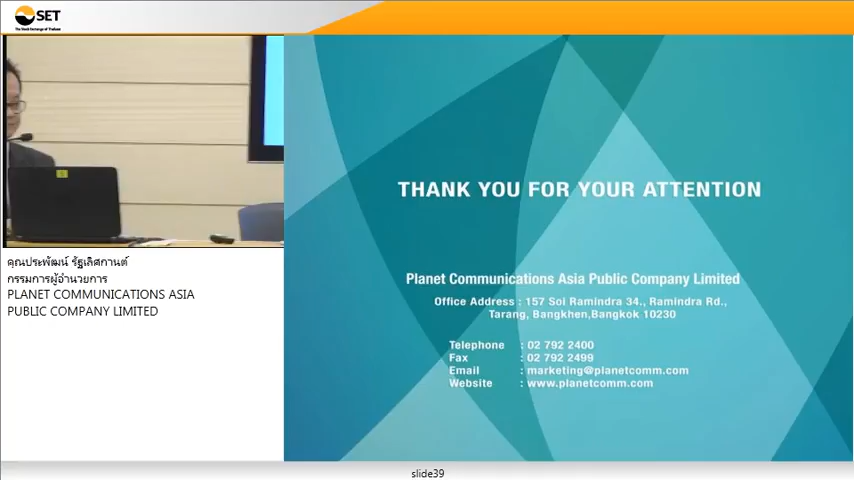 SET
The Stock Exchange of Thailand
THANK YOU FOR YOUR ATTENTION
Planet Communications Asia Public Company Limited
Office Address : 157 Soi Ramindra 34., Ramindra Rd.,
Tarang, Bangkhen,Bangkok 10230
Telephone : 02 792 2400
Fax : 02 792 2499
Email : marketing@planetcomm.com
Website : www.planetcomm.com
คุณประพัฒน์ รัฐเลิศกานต์
กรรมการผู้อำนวยการ
PLANET COMMUNICATIONS ASIA
PUBLIC COMPANY LIMITED
slide39